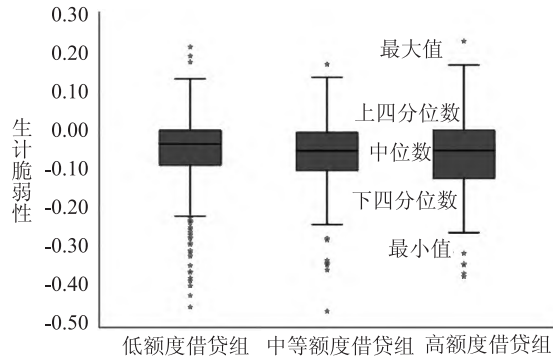 0.30
0.20
0.10
0.00
-0.10
-0.20
-0.30
-0.40
-0.50
生计脆弱性
最大值
上四分位数
中位数
下四分位数
最小值
低额度借贷组 中等额度借贷组 高额度借贷组